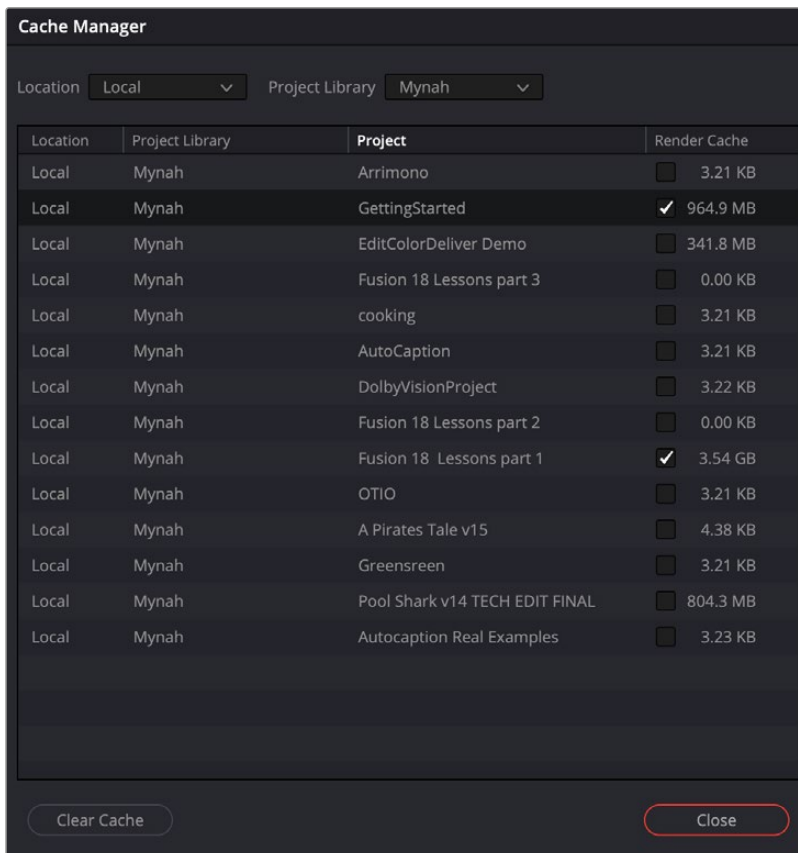 Cache Manager
Location Local Project Library Mynah
Location Project Library Project Render Cache
Local Mynah Arrimono 3.21 KB
Local Mynah GettingStarted 964.9 MB
Local Mynah EditColorDeliver Demo 341.8 MB
Local Mynah Fusion 18 Lessons part 3 0.00 KB
Local Mynah cooking 3.21 KB
Local Mynah AutoCaption 3.21 KB
Local Mynah DolbyVisionProject 3.22 KB
Local Mynah Fusion 18 Lessons part 2 0.00 KB
Local Mynah Fusion 18 Lessons part 1 3.54 GB
Local Mynah OTIO 3.21 KB
Local Mynah A Pirates Tale v15 4.38 KB
Local Mynah Greensreen 3.21 KB
Local Mynah Pool Shark v14 TECH EDIT FINAL 804.3 MB
Local Mynah Autocaption Real Examples 3.23 KB
Clear Cache Close